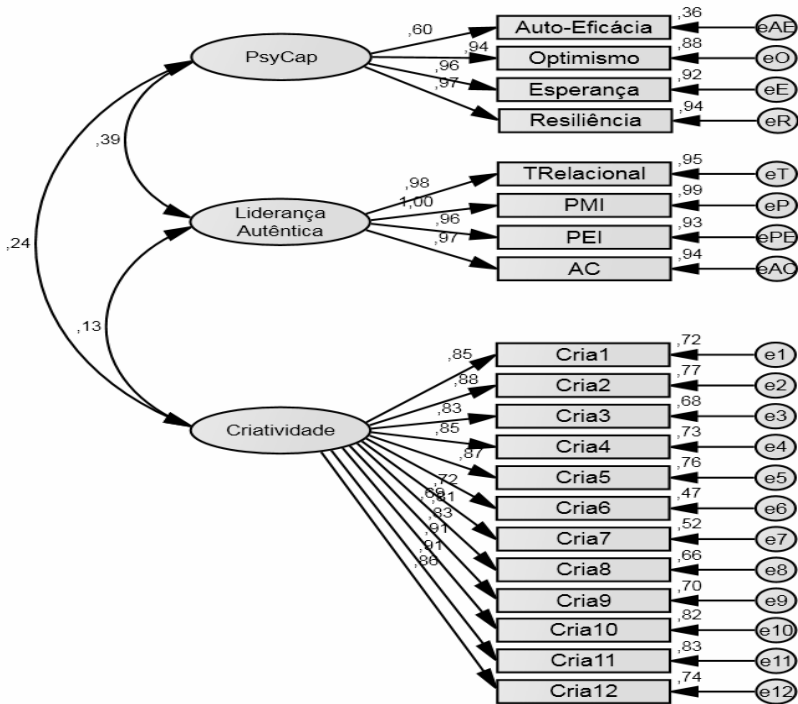 PsyCap
,60
,94
,96
,97
Auto-Eficácia
,36
eAE
Optimismo
,88
eO
Esperança
,92
eE
Resiliência
,94
eR
,39
,24
,13
Liderança
Autêntica
,98
1,00
,96
,97
TRelacional
,95
eT
PMI
,99
eP
PEI
,93
ePE
AC
,94
eAC
Criatividade
,85
,88
,83
,85
,87
,69
,72
,81
,83
,91
,91
,86
Cria1
,72
e1
Cria2
,77
e2
Cria3
,68
e3
Cria4
,73
e4
Cria5
,76
e5
Cria6
,47
e6
Cria7
,52
e7
Cria8
,66
e8
Cria9
,70
e9
Cria10
,82
e10
Cria11
,83
e11
Cria12
,74
e12